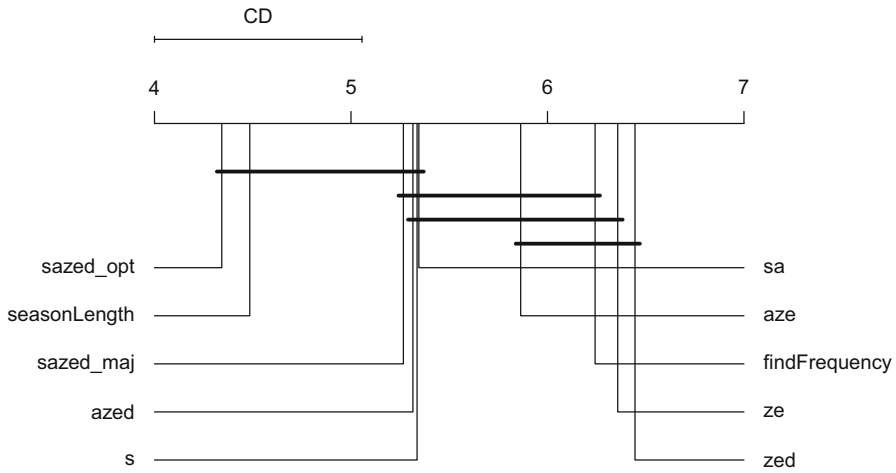 CD
4 5 6 7
sazed_opt sa
seasonLength aze
sazed_maj findFrequency
azed ze
s zed